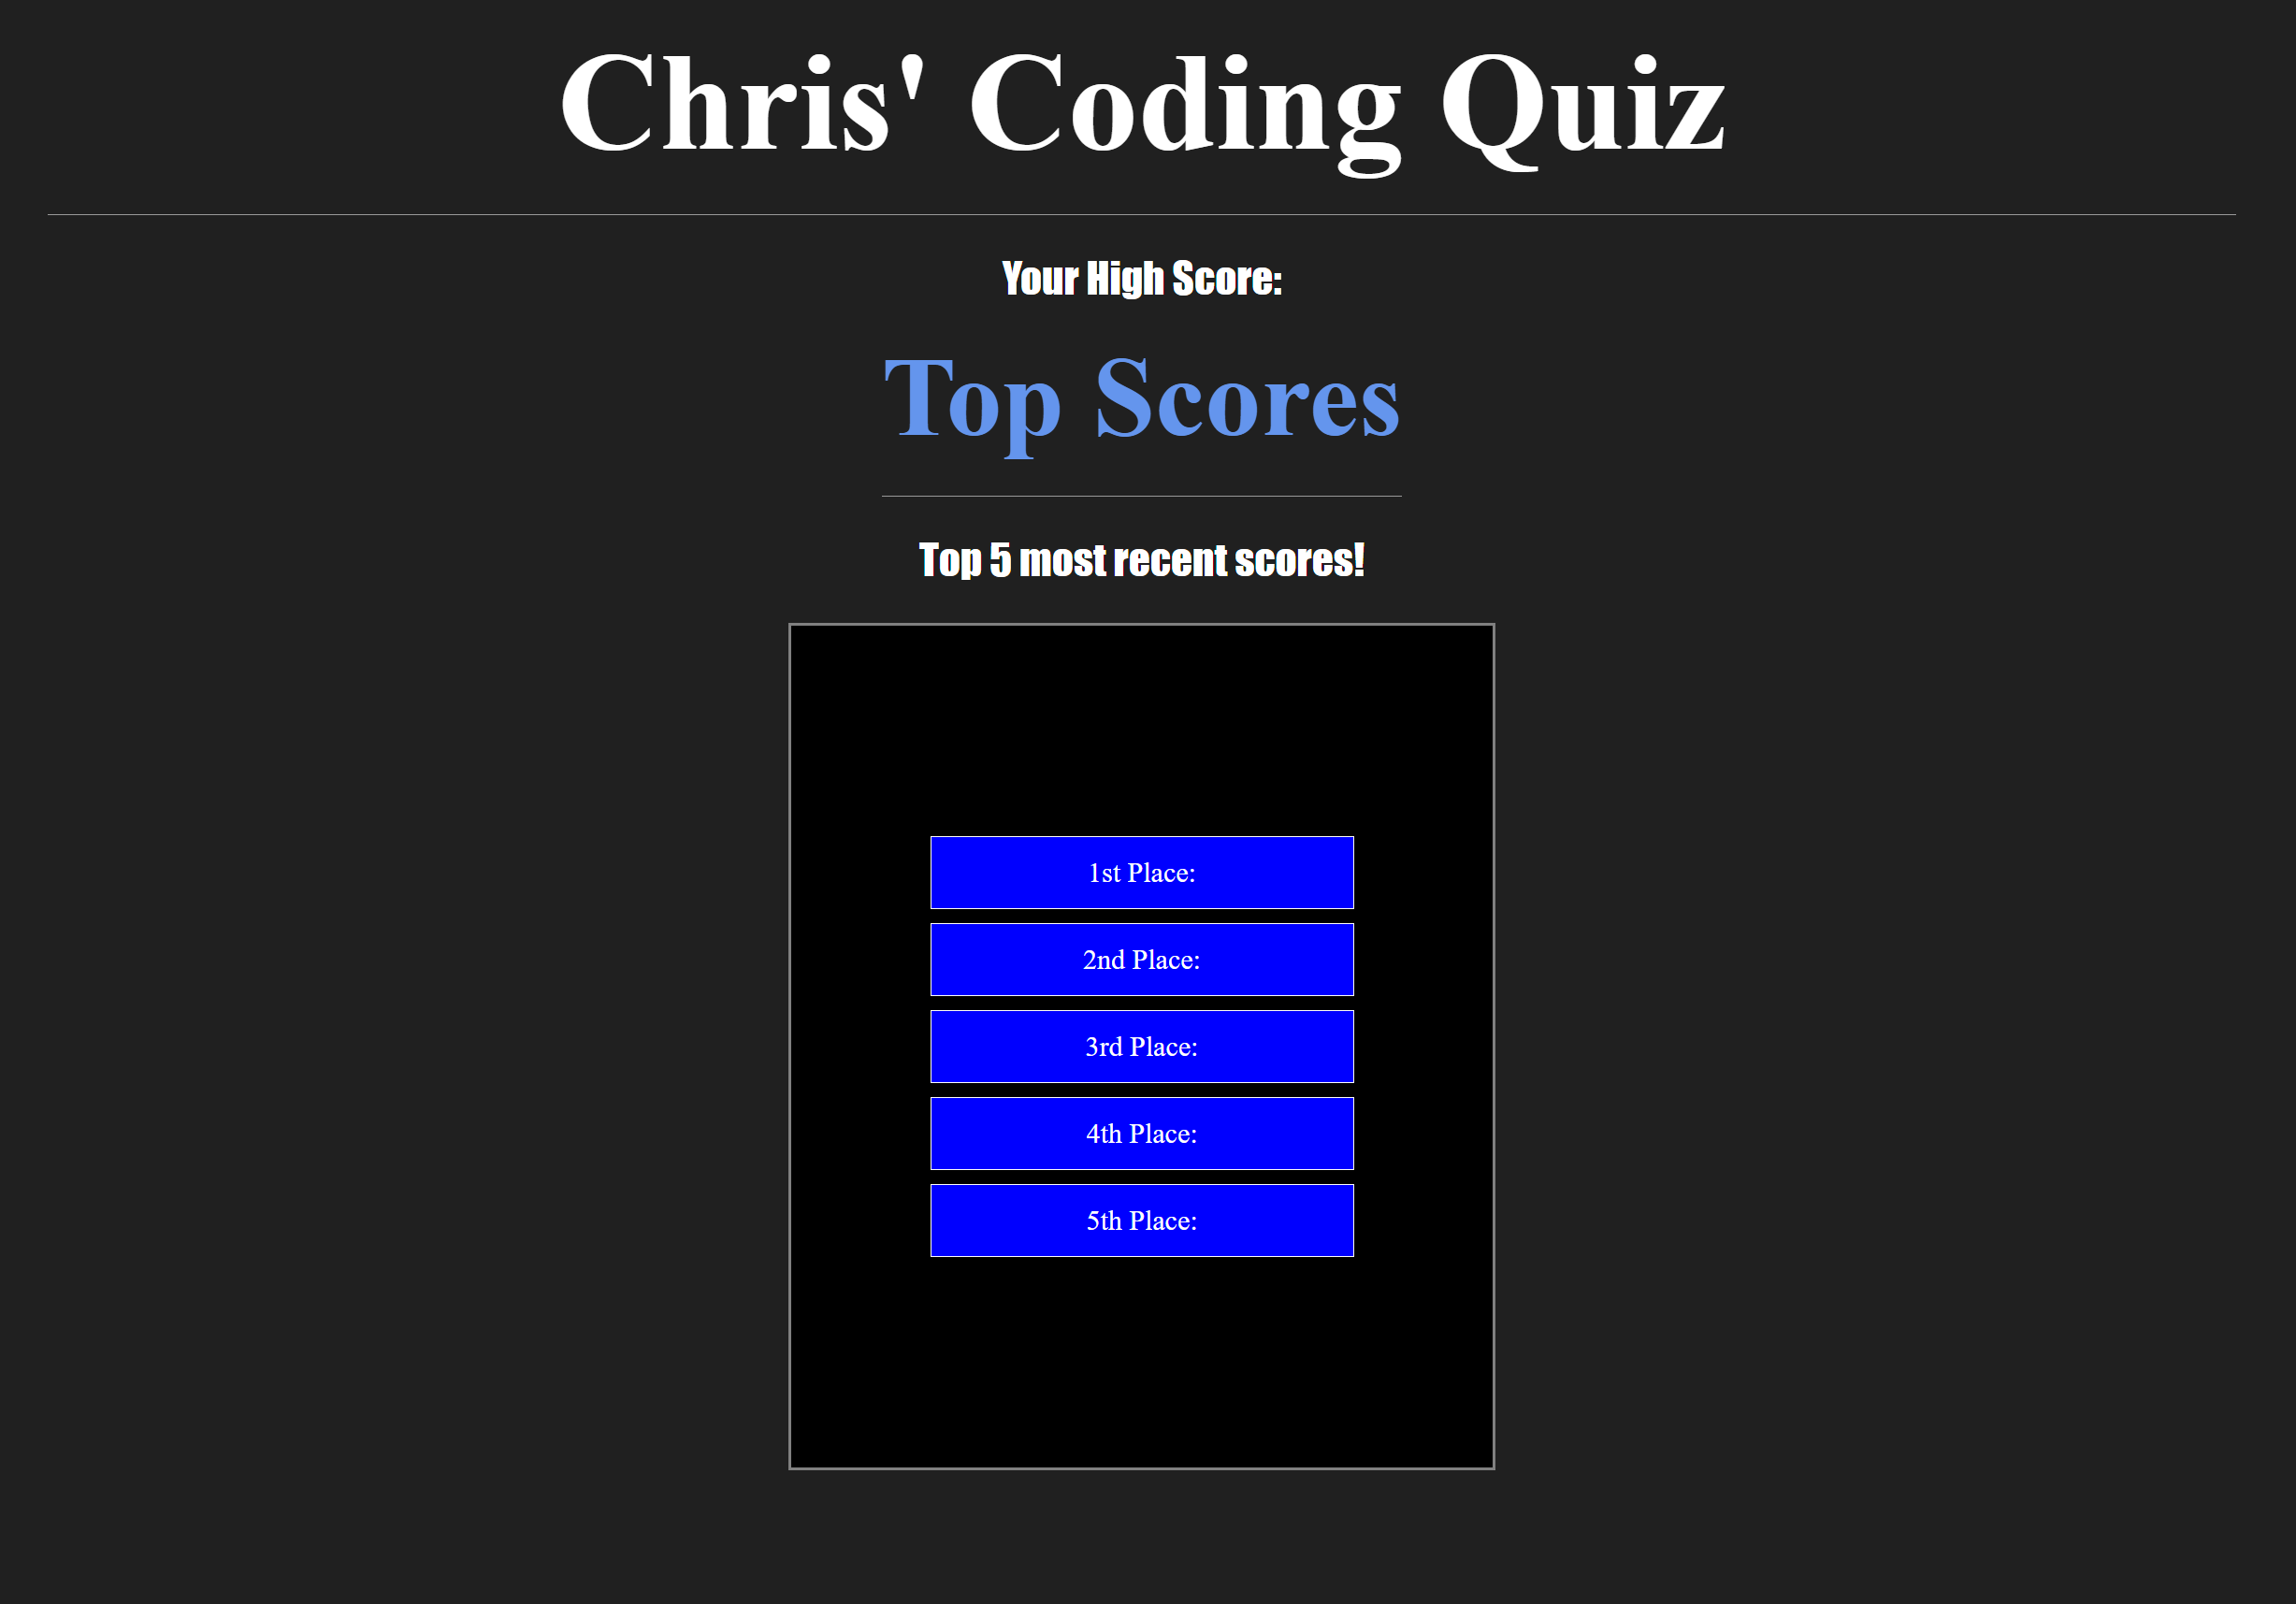 Chris' Coding Quiz
Your High Score:
Top Scores
Top 5 most recent scores!
1st Place:
2nd Place:
3rd Place:
4th Place:
5th Place: